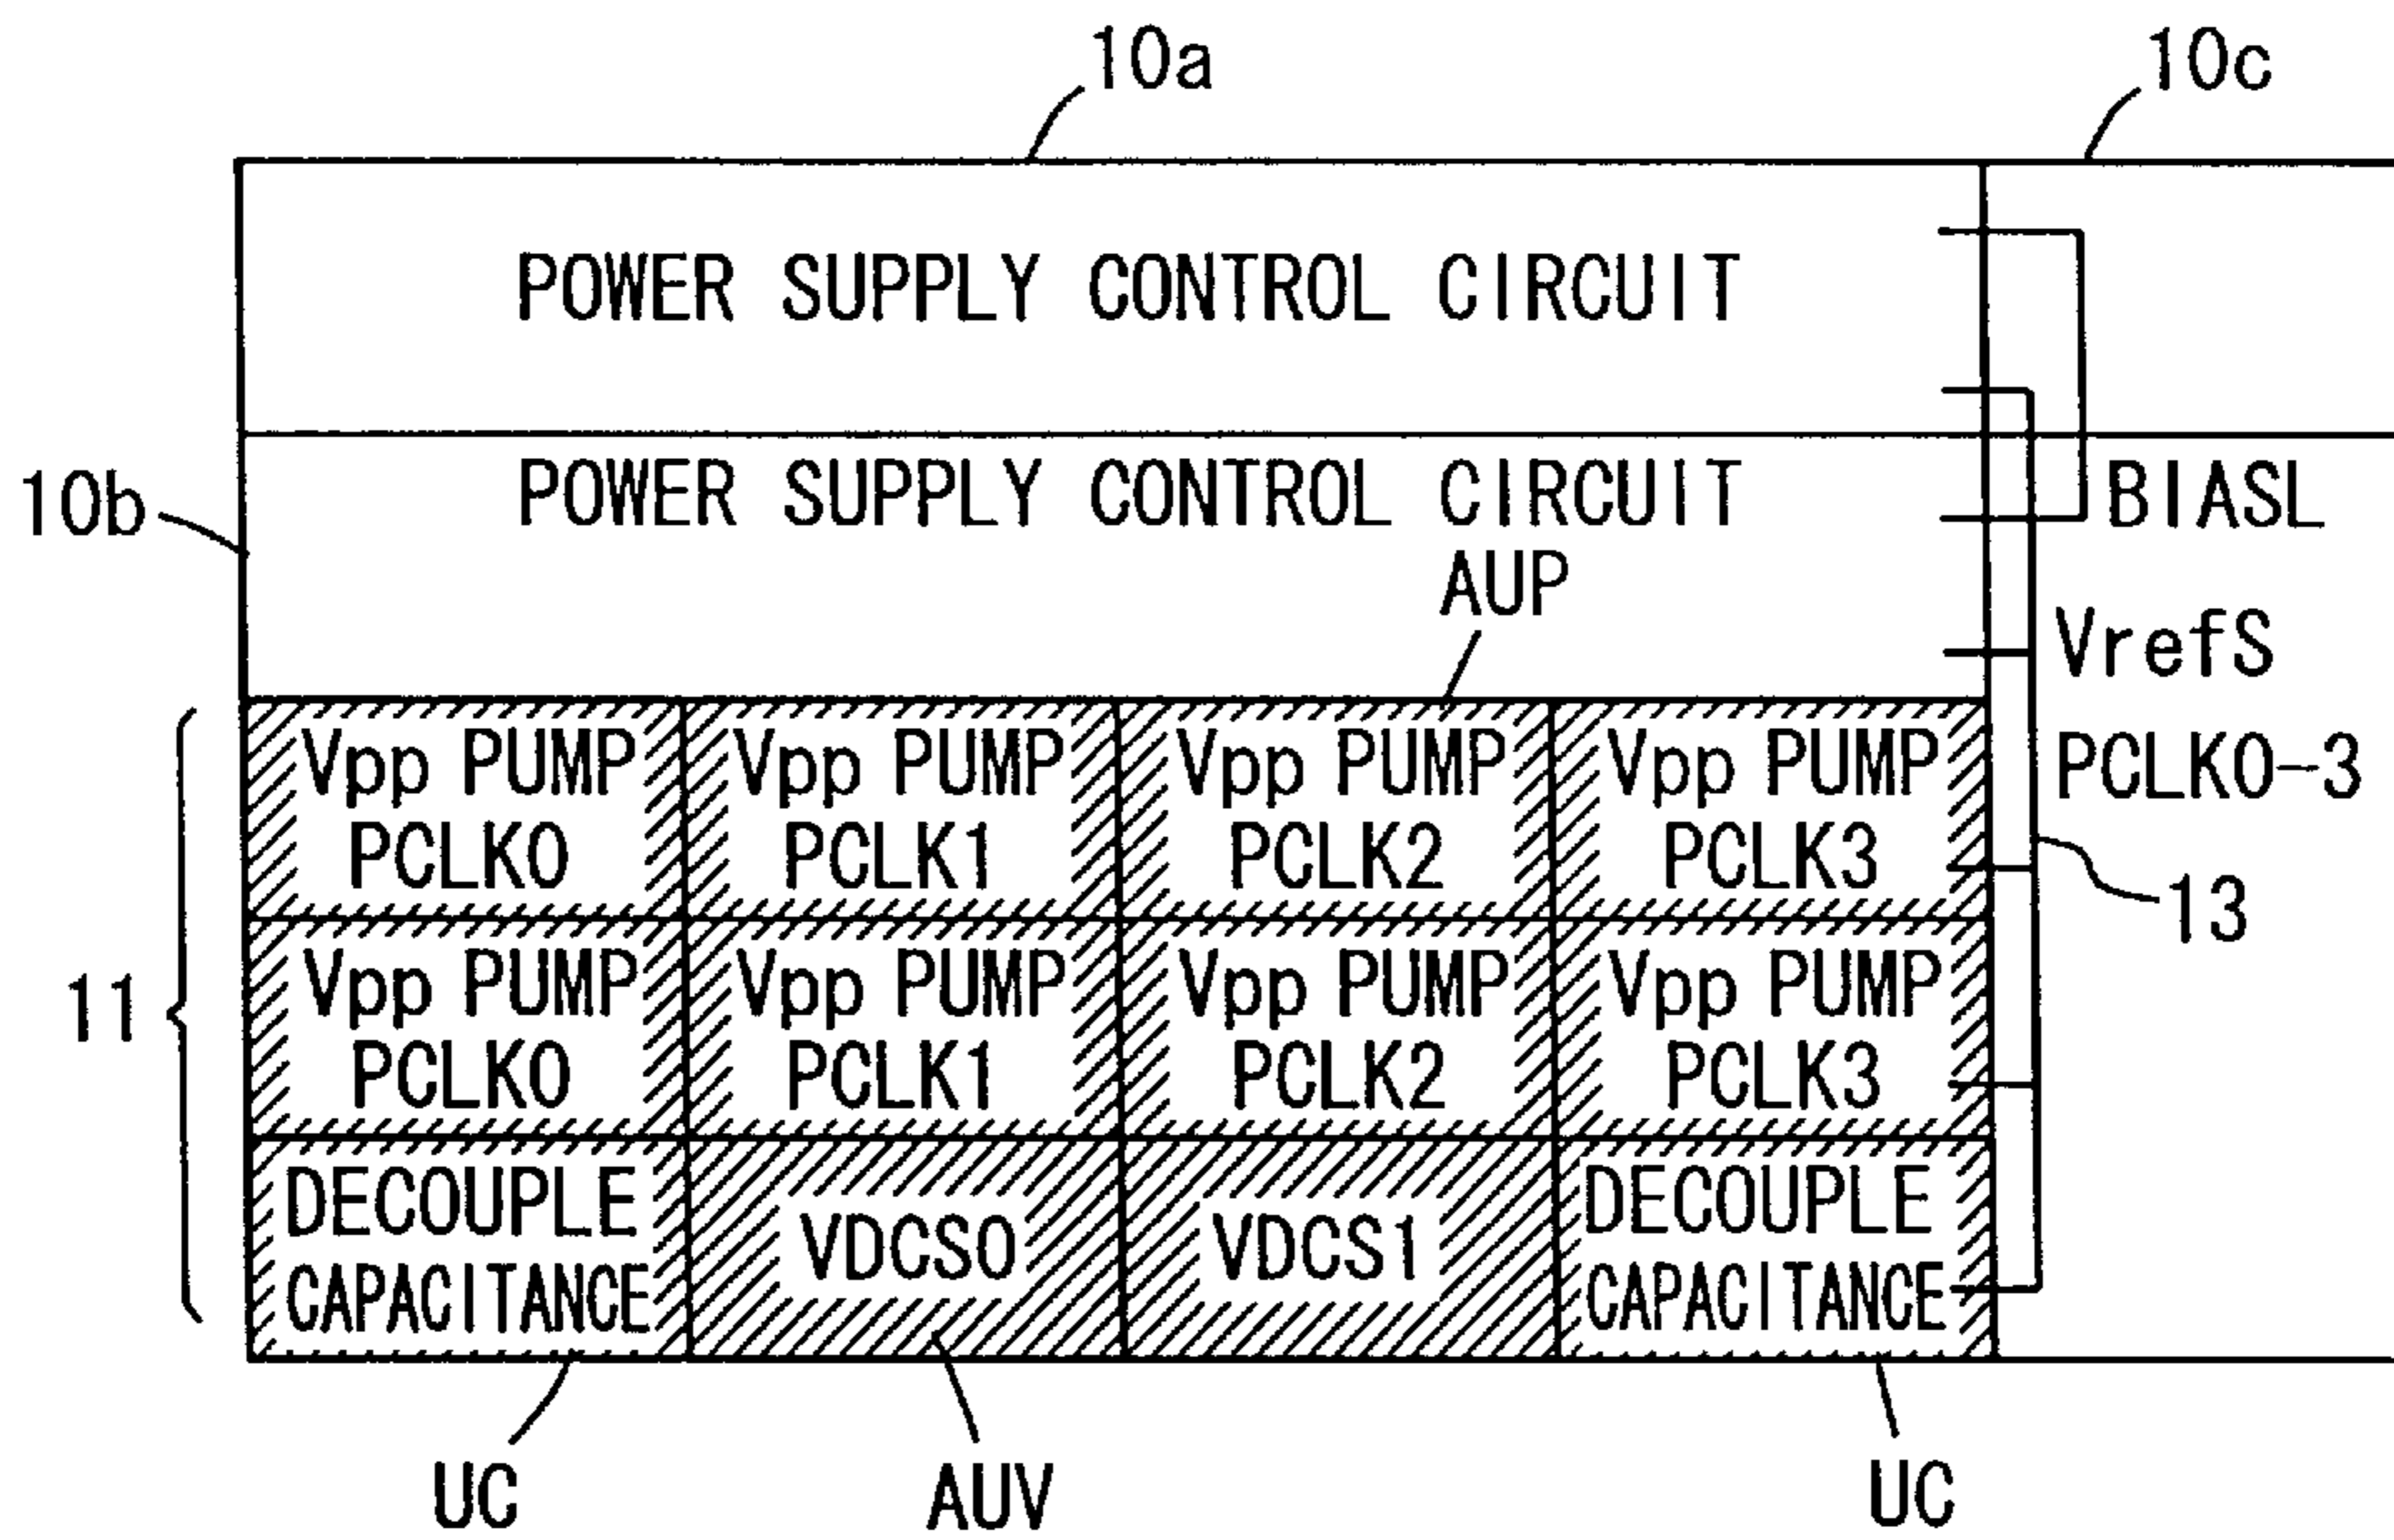 10a
10c
POWER SUPPLY CONTROL CIRCUIT
10b
POWER SUPPLY CONTROL CIRCUIT
BIASL
AUP
VrefS
PCLK0-3
11
Vpp PUMP PCLK0
Vpp PUMP PCLK1
Vpp PUMP PCLK2
Vpp PUMP PCLK3
13
Vpp PUMP PCLK0
Vpp PUMP PCLK1
Vpp PUMP PCLK2
Vpp PUMP PCLK3
DECOUPLE CAPACITANCE
VDCS0
VDCS1
DECOUPLE CAPACITANCE
UC
AUV
UC